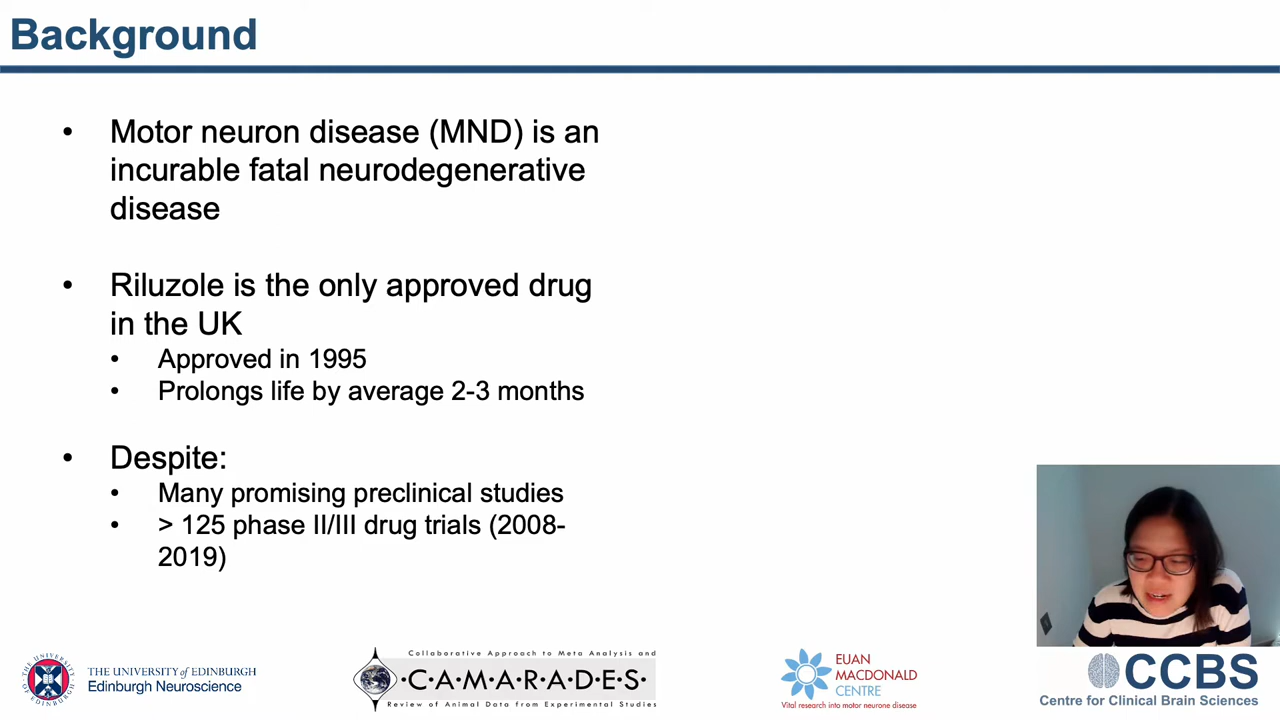 Background
• Motor neuron disease (MND) is an
incurable fatal neurodegenerative
disease
• Riluzole is the only approved drug
in the UK
• Approved in 1995
• Prolongs life by average 2-3 months
• Despite:
• Many promising preclinical studies
• > 125 phase II/III drug trials (2008-
2019)
THE UNIVERSITY of EDINBURGH
Edinburgh Neuroscience
Collaborative Approach to Meta Analysis and
·C·A·M·A·R·A·D·E·S·
Review of Animal Data from Experimental Studies
EUAN
MACDONALD
CENTRE
Vital research into motor neurone disease
CCBS
Centre for Clinical Brain Sciences